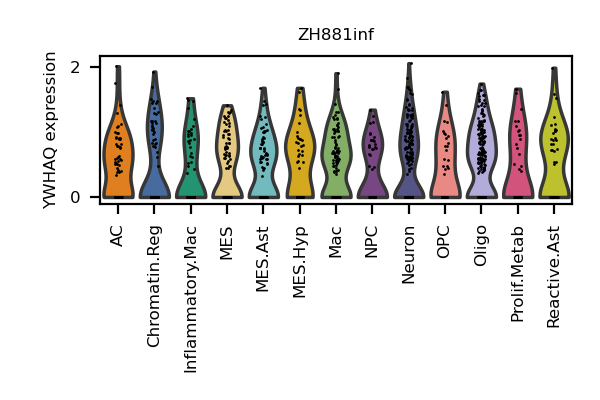 ZH881inf
YWHAQ expression
2
0
AC
Chromatin.Reg
Inflammatory.Mac
MES
MES.Ast
MES.Hyp
Mac
NPC
Neuron
OPC
Oligo
Prolif.Metab
Reactive.Ast